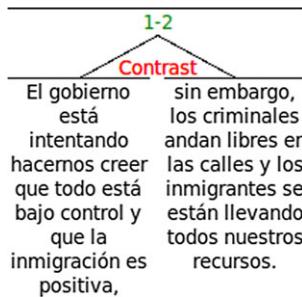 1-2
Contrast
El gobierno
está
intentando
hacernos creer
que todo está
bajo control y
que la
inmigración es
positiva,
sin embargo,
los criminales
andan libres en
las calles y los
inmigrantes se
están llevando
todos nuestros
recursos.